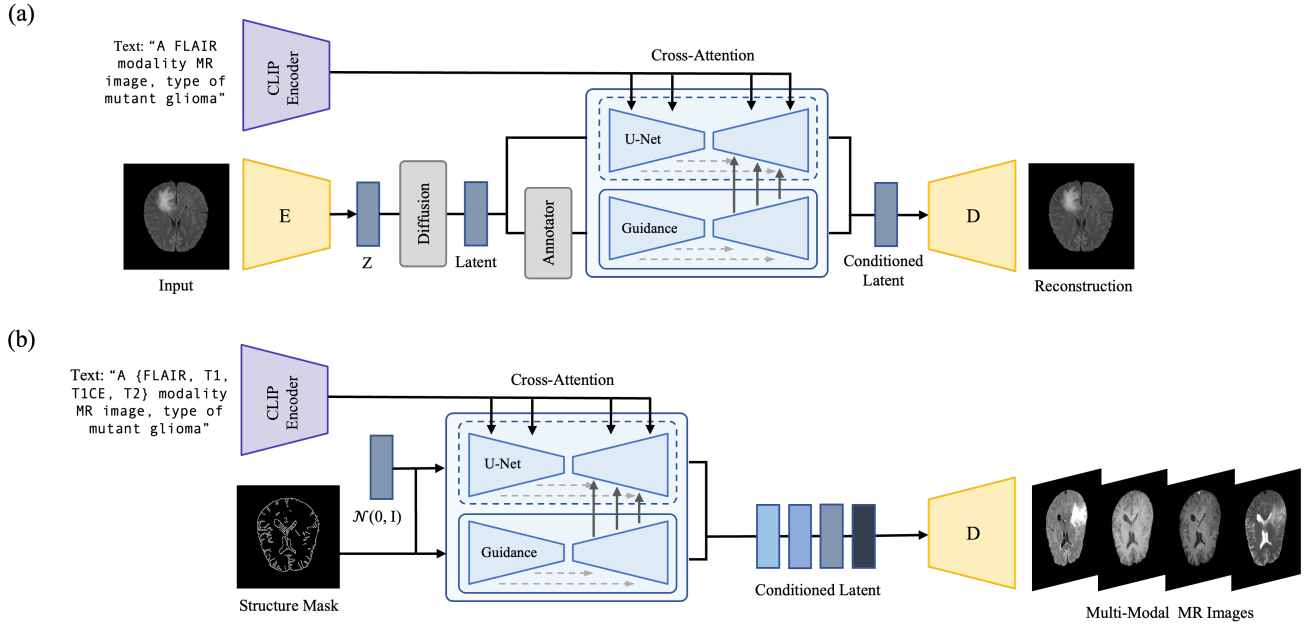 (a)
Text: “A FLAIR
modality MR
image, type of
mutant glioma”
CLIP
Encoder
Cross-Attention
U-Net
Guidance
E
Z
Diffusion
Latent
Annotator
Conditioned
Latent
D
Input
Reconstruction
(b)
Text: “A {FLAIR, T1,
T1CE, T2} modality
MR image, type of
mutant glioma”
CLIP
Encoder
Cross-Attention
U-Net
Guidance
𝒩(0, I)
Structure Mask
Conditioned Latent
D
Multi-Modal MR Images